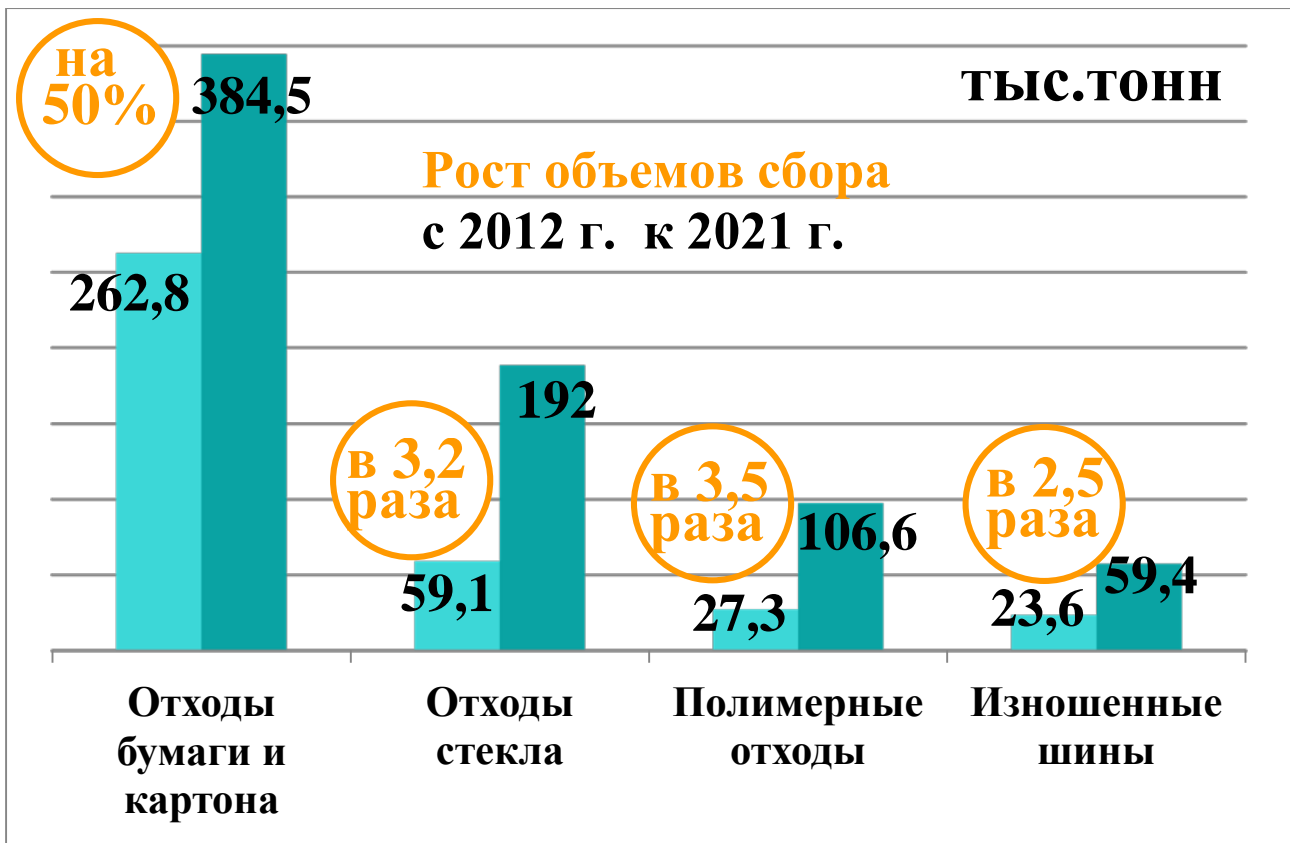 на
50%
384,5
тыс.тонн
Рост объемов сбора
с 2012 г. к 2021 г.
262,8
192
в 3,2
раза
59,1
в 3,5
раза
106,6
27,3
в 2,5
раза
59,4
23,6
Отходы
бумаги и
картона
Отходы
стекла
Полимерные
отходы
Изношенные
шины